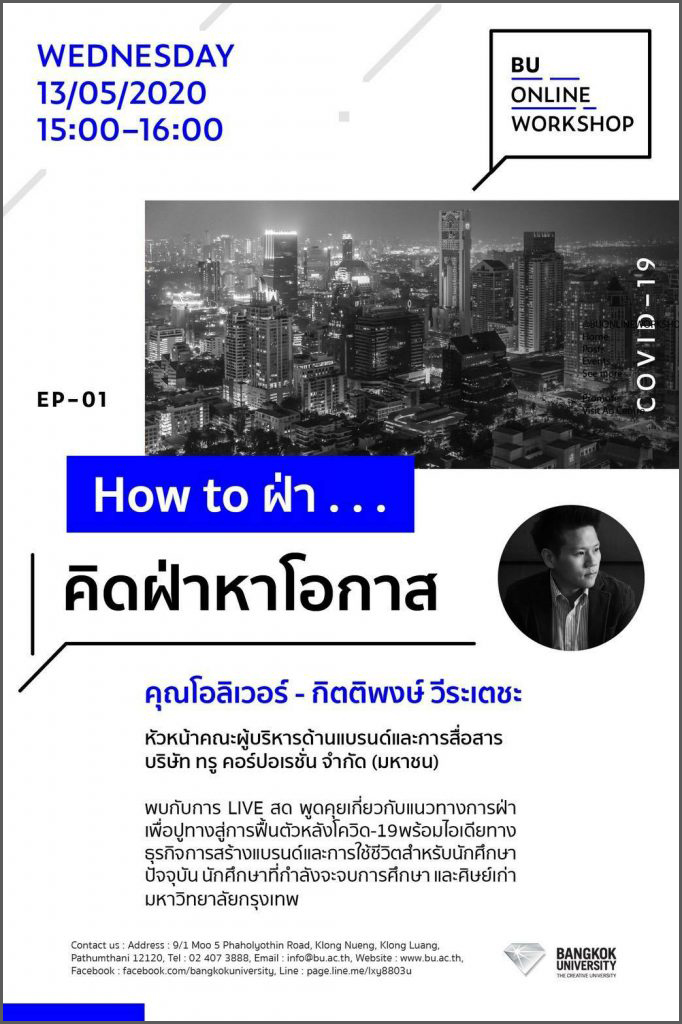 WEDNESDAY
13/05/2020
15:00–16:00
BU
ONLINE
WORKSHOP
COVID-19
Home
Posts
Events
See more
Promote
Visit Ad Centre
EP-01
How to ฝ่า . . .
คิดฝ่าหาโอกาส
คุณโอลิเวอร์ - กิตติพงษ์ วีระเตชะ
หัวหน้าคณะผู้บริหารด้านแบรนด์และการสื่อสาร
บริษัท ทรู คอร์ปอเรชั่น จำกัด (มหาชน)
พบกับการ LIVE สด พูดคุยเกี่ยวกับแนวทางการฝ่า
เพื่อปูทางสู่การฟื้นตัวหลังโควิด-19พร้อมไอเดียทาง
ธุรกิจการสร้างแบรนด์และการใช้ชีวิตสำหรับนักศึกษา
ปัจจุบัน นักศึกษาที่กำลังจะจบการศึกษา และศิษย์เก่า
มหาวิทยาลัยกรุงเทพ
Contact us : Address : 9/1 Moo 5 Phaholyothin Road, Klong Nueng, Klong Luang,
Pathumthani 12120, Tel : 02 407 3888, Email : info@bu.ac.th, Website : www.bu.ac.th,
Facebook : facebook.com/bangkokuniversity, Line : page.line.me/lxy8803u
BANGKOK
UNIVERSITY
THE CREATIVE UNIVERSITY